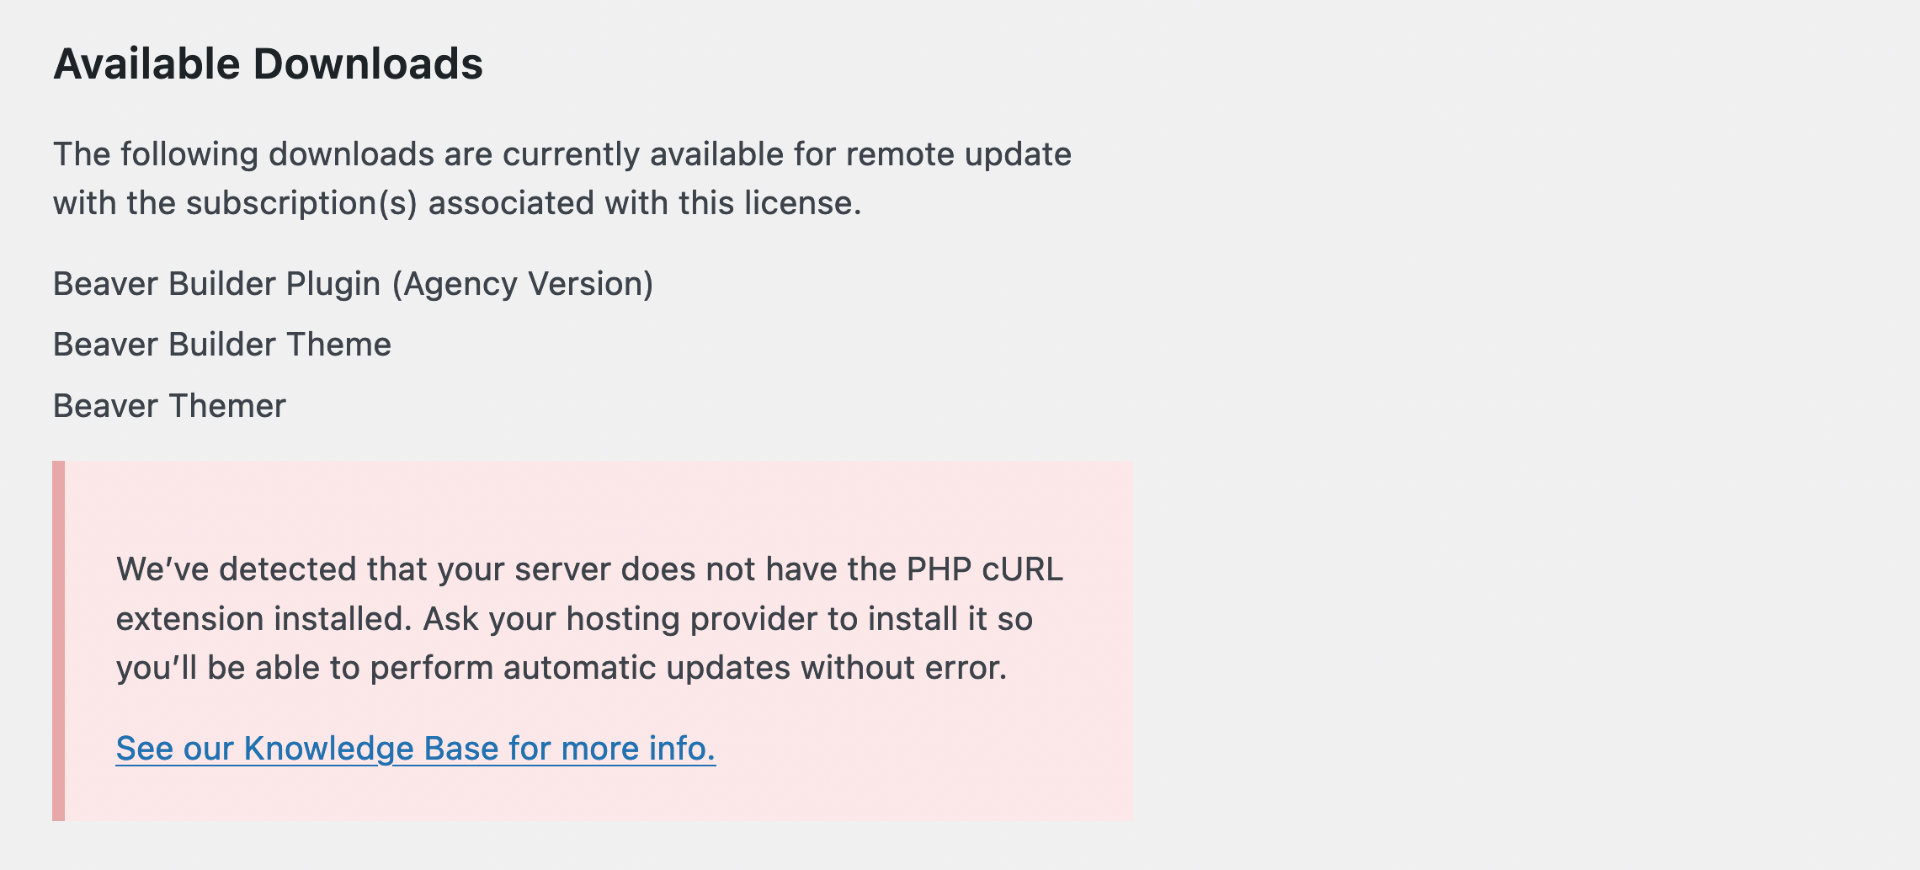 Available Downloads
The following downloads are currently available for remote update
with the subscription(s) associated with this license.
Beaver Builder Plugin (Agency Version)
Beaver Builder Theme
Beaver Themer
We’ve detected that your server does not have the PHP cURL
extension installed. Ask your hosting provider to install it so
you’ll be able to perform automatic updates without error.
See our Knowledge Base for more info.